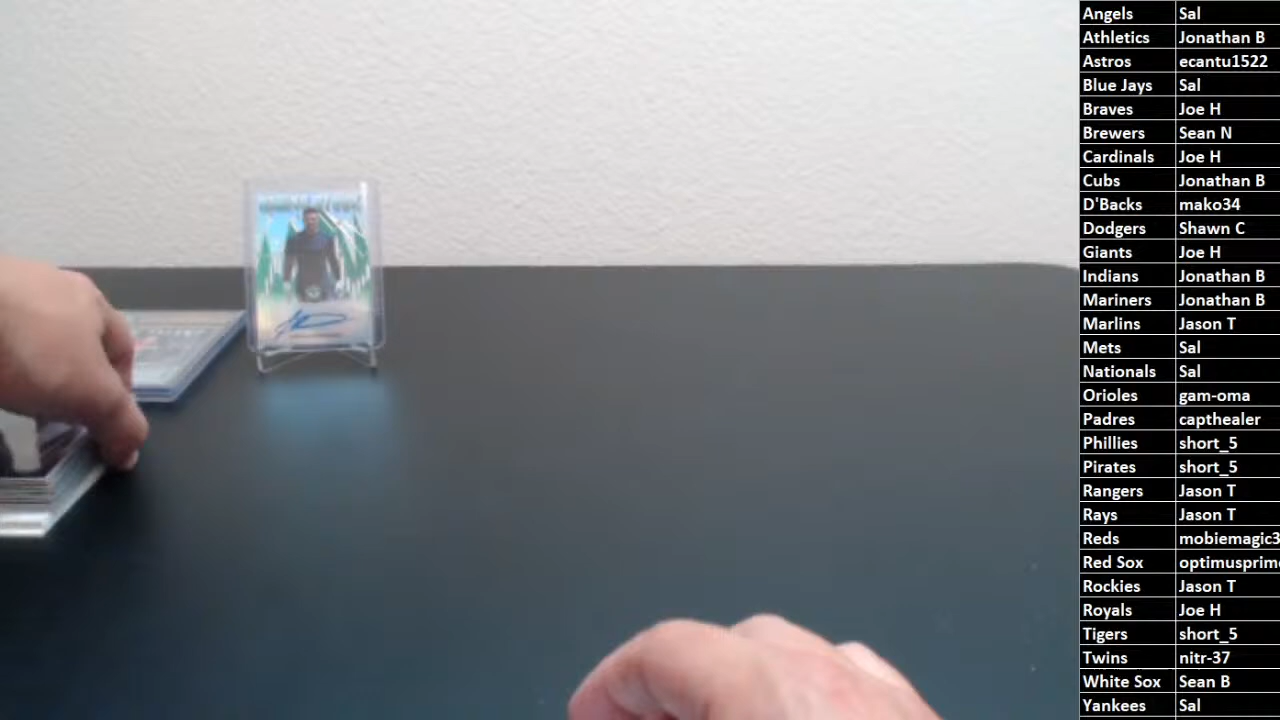 Angels Sal
Athletics Jonathan B
Astros ecantu1522
Blue Jays Sal
Braves Joe H
Brewers Sean N
Cardinals Joe H
Cubs Jonathan B
D'Backs mako34
Dodgers Shawn C
Giants Joe H
Indians Jonathan B
Mariners Jonathan B
Marlins Jason T
Mets Sal
Nationals Sal
Orioles gam-oma
Padres capthealer
Phillies short_5
Pirates short_5
Rangers Jason T
Rays Jason T
Reds mobiemagic3
Red Sox optimusprime
Rockies Jason T
Royals Joe H
Tigers short_5
Twins nitr-37
White Sox Sean B
Yankees Sal